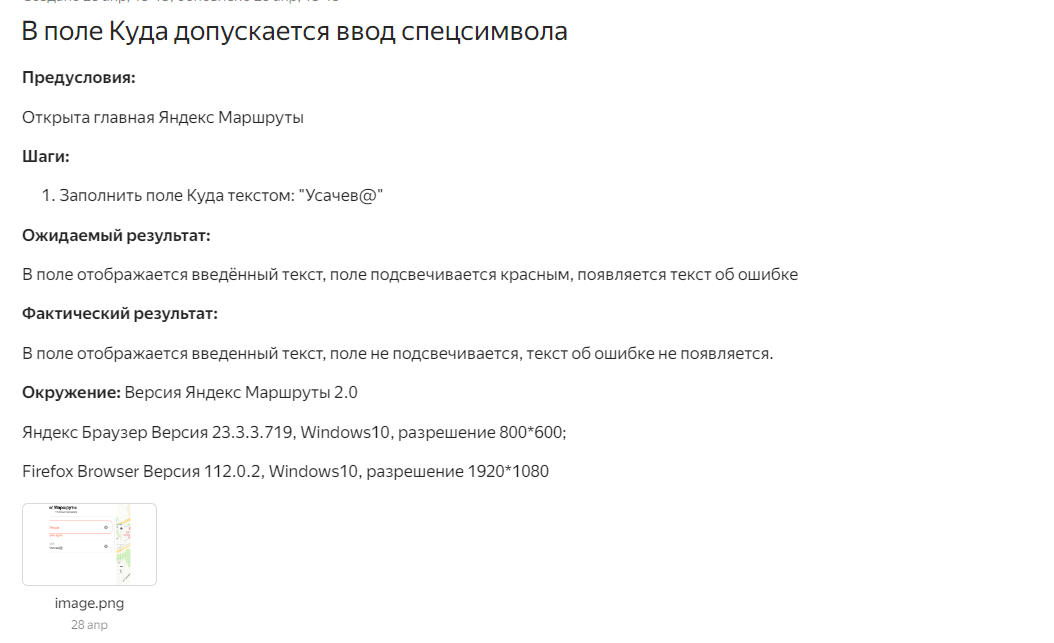 В поле Куда допускается ввод спецсимвола
Предусловия:
Открыта главная Яндекс Маршруты
Шаги:
1. Заполнить поле Куда текстом: "Усачев@"
Ожидаемый результат:
В поле отображается введённый текст, поле подсвечивается красным, появляется текст об ошибке
Фактический результат:
В поле отображается введенный текст, поле не подсвечивается, текст об ошибке не появляется.
Окружение: Версия Яндекс Маршруты 2.0
Яндекс Браузер Версия 23.3.3.719, Windows10, разрешение 800*600;
Firefox Browser Версия 112.0.2, Windows10, разрешение 1920*1080
Маршруты
image.png
28 апр